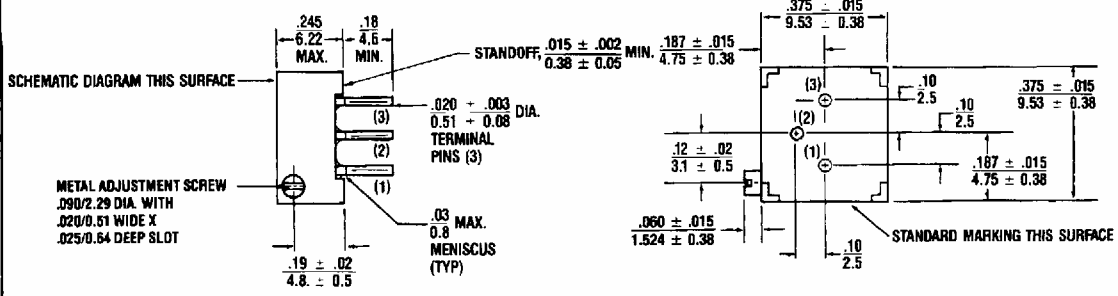 .375 ± .015
9.53 ± 0.38
.245
6.22
MAX.
.18
4.6
MIN.
STANDOFF, .015 ± .002 MIN.
0.38 ± 0.05
.187 ± .015
4.75 ± 0.38
SCHEMATIC DIAGRAM THIS SURFACE
(3)
(2)
(1)
.020 + .003 DIA.
0.51 + 0.08
TERMINAL
PINS (3)
(3)
(2)
(1)
.10
2.5
.10
2.5
.375 ± .015
9.53 ± 0.38
.12 ± .02
3.1 ± 0.5
.187 ± .015
4.75 ± 0.38
METAL ADJUSTMENT SCREW
.090/2.29 DIA. WITH
.020/0.51 WIDE X
.025/0.64 DEEP SLOT
.03 MAX.
0.8
MENISCUS
(TYP)
.060 ± .015
1.524 ± 0.38
STANDARD MARKING THIS SURFACE
.10
2.5
.19 ± .02
4.8. ± 0.5